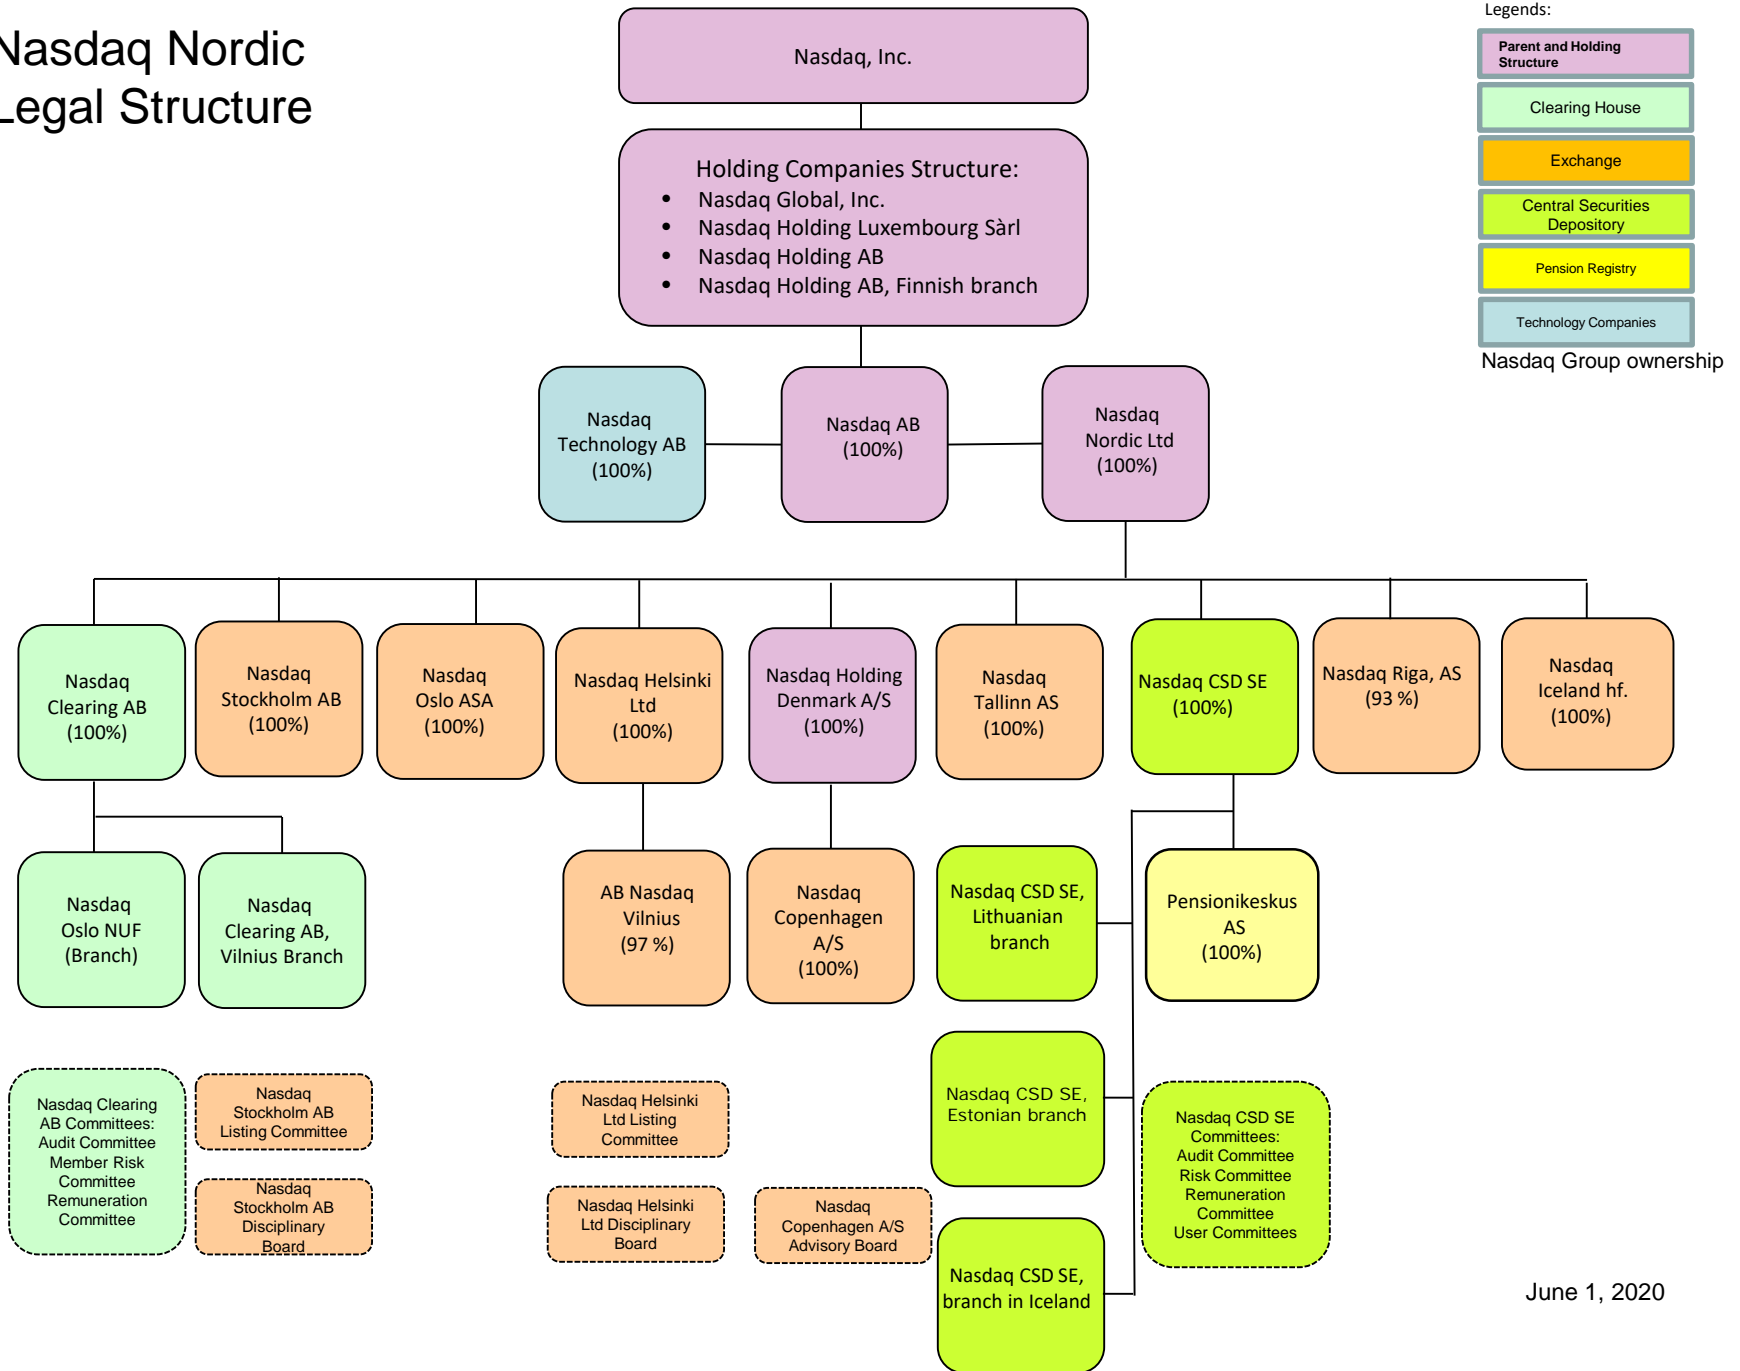 Nasdaq Nordic
Legal Structure
Nasdaq, Inc.
Holding Companies Structure:
• Nasdaq Global, Inc.
• Nasdaq Holding Luxembourg Sàrl
• Nasdaq Holding AB
• Nasdaq Holding AB, Finnish branch
Legends:
Parent and Holding
Structure
Clearing House
Exchange
Central Securities
Depository
Pension Registry
Technology Companies
Nasdaq Group ownership
Nasdaq
Technology AB
(100%)
Nasdaq AB
(100%)
Nasdaq
Nordic Ltd
(100%)
Nasdaq
Clearing AB
(100%)
Nasdaq
Stockholm AB
(100%)
Nasdaq
Oslo ASA
(100%)
Nasdaq Helsinki
Ltd
(100%)
Nasdaq Holding
Denmark A/S
(100%)
Nasdaq
Tallinn AS
(100%)
Nasdaq CSD SE
(100%)
Nasdaq Riga, AS
(93 %)
Nasdaq
Iceland hf.
(100%)
Nasdaq
Oslo NUF
(Branch)
Nasdaq
Clearing AB,
Vilnius Branch
AB Nasdaq
Vilnius
(97 %)
Nasdaq
Copenhagen
A/S
(100%)
Nasdaq CSD SE,
Lithuanian
branch
Pensionikeskus
AS
(100%)
Nasdaq Clearing
AB Committees:
Audit Committee
Member Risk
Committee
Remuneration
Committee
Nasdaq
Stockholm AB
Listing Committee
Nasdaq
Stockholm AB
Disciplinary
Board
Nasdaq Helsinki
Ltd Listing
Committee
Nasdaq Helsinki
Ltd Disciplinary
Board
Nasdaq
Copenhagen A/S
Advisory Board
Nasdaq CSD SE,
Estonian branch
Nasdaq CSD SE,
branch in Iceland
Nasdaq CSD SE
Committees:
Audit Committee
Risk Committee
Remuneration
Committee
User Committees
June 1, 2020